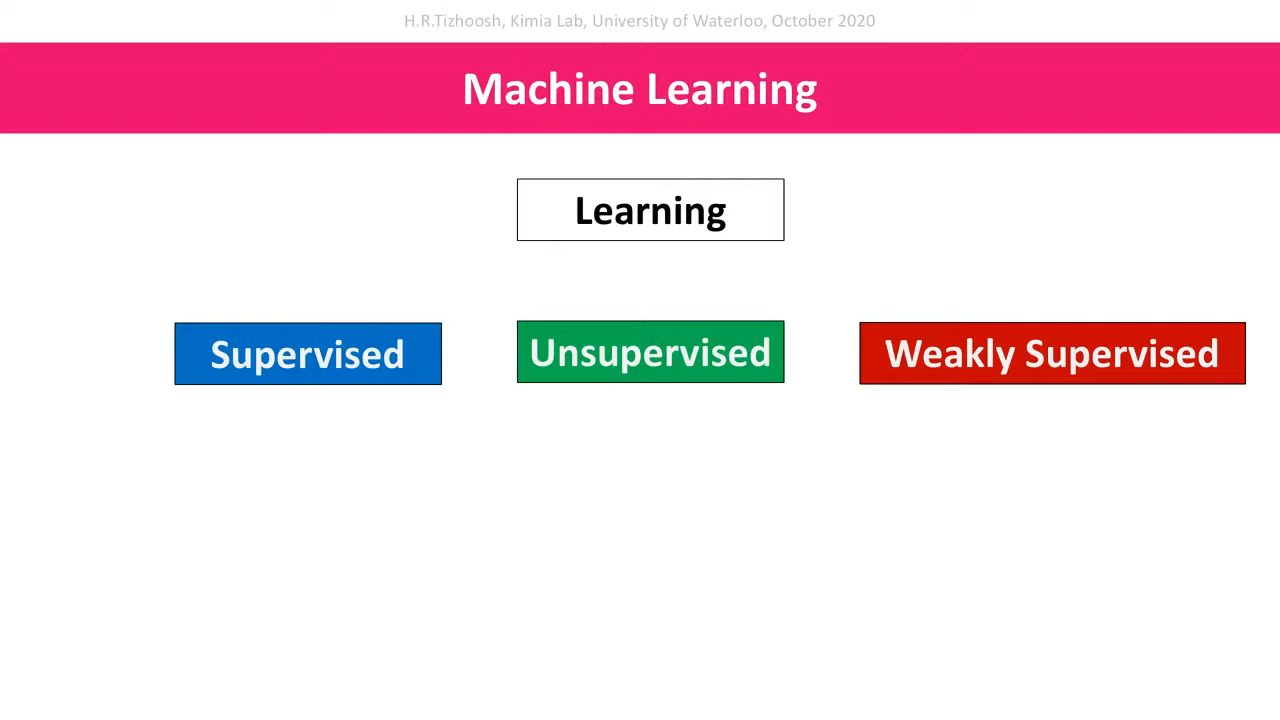 H.R.Tizhoosh, Kimia Lab, University of Waterloo, October 2020
Machine Learning
Learning
Supervised
Unsupervised
Weakly Supervised